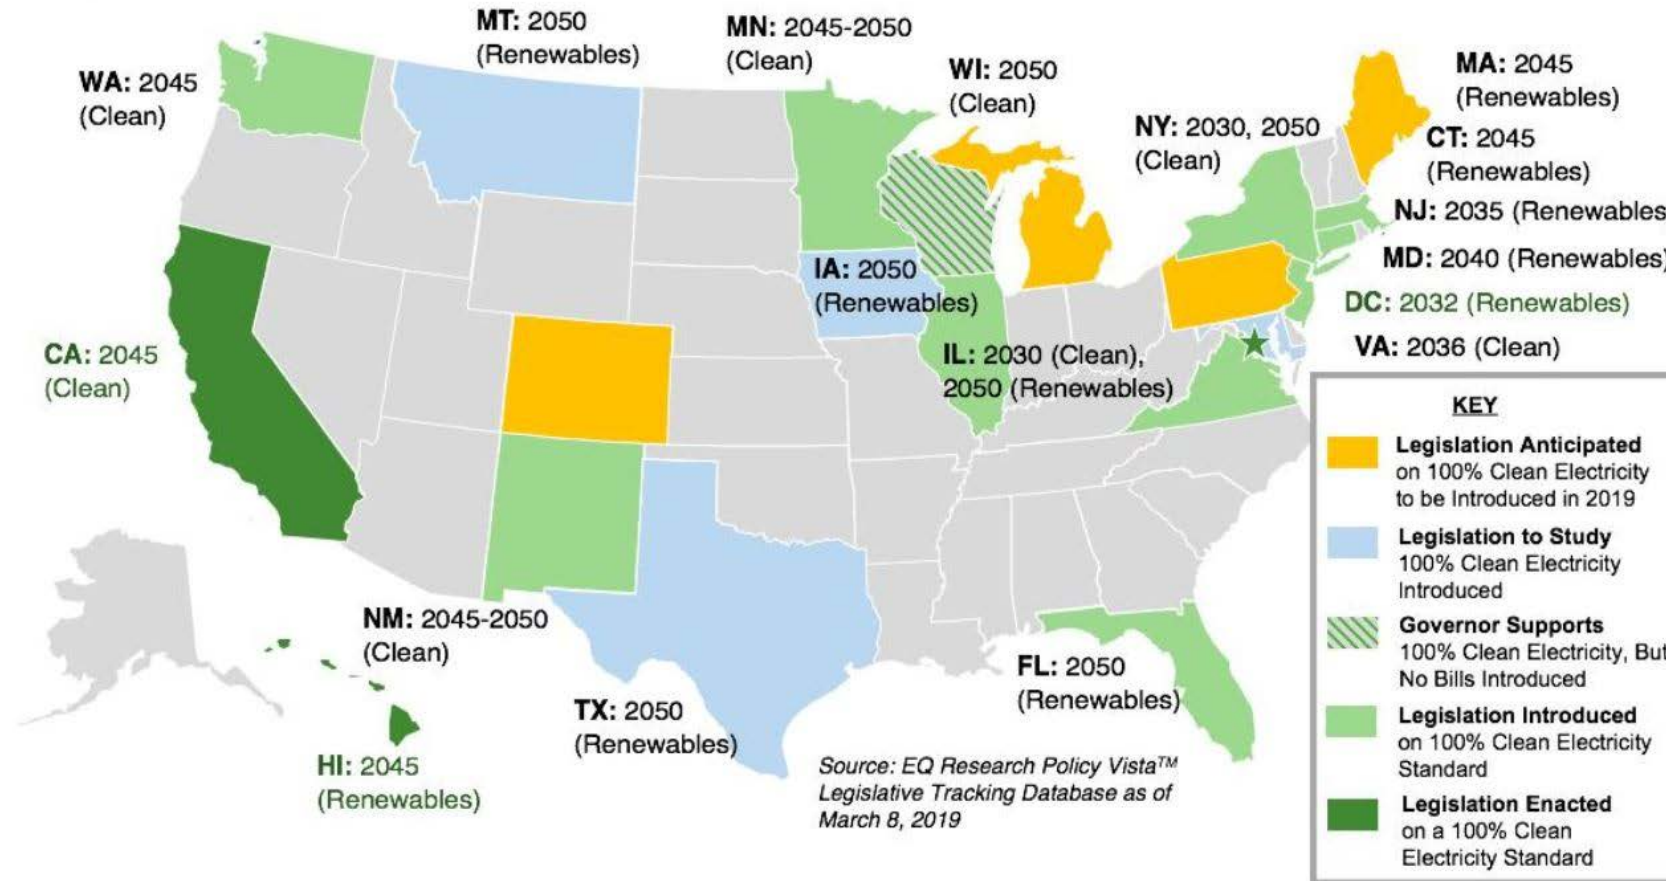 MT: 2050
(Renewables)
MN: 2045-2050
(Clean)
WI: 2050
(Clean)
MA: 2045
(Renewables)
WA: 2045
(Clean)
NY: 2030, 2050
(Clean)
CT: 2045
(Renewables)
NJ: 2035 (Renewables
MD: 2040 (Renewables)
DC: 2032 (Renewables)
VA: 2036 (Clean)
IA: 2050
(Renewables)
IL: 2030 (Clean),
2050 (Renewables)
CA: 2045
(Clean)
NM: 2045-2050
(Clean)
TX: 2050
(Renewables)
FL: 2050
(Renewables)
HI: 2045
(Renewables)
Source: EQ Research Policy Vista™
Legislative Tracking Database as of
March 8, 2019
KEY
Legislation Anticipated
on 100% Clean Electricity
to be Introduced in 2019
Legislation to Study
100% Clean Electricity
Introduced
Governor Supports
100% Clean Electricity, But
No Bills Introduced
Legislation Introduced
on 100% Clean Electricity
Standard
Legislation Enacted
on a 100% Clean
Electricity Standard